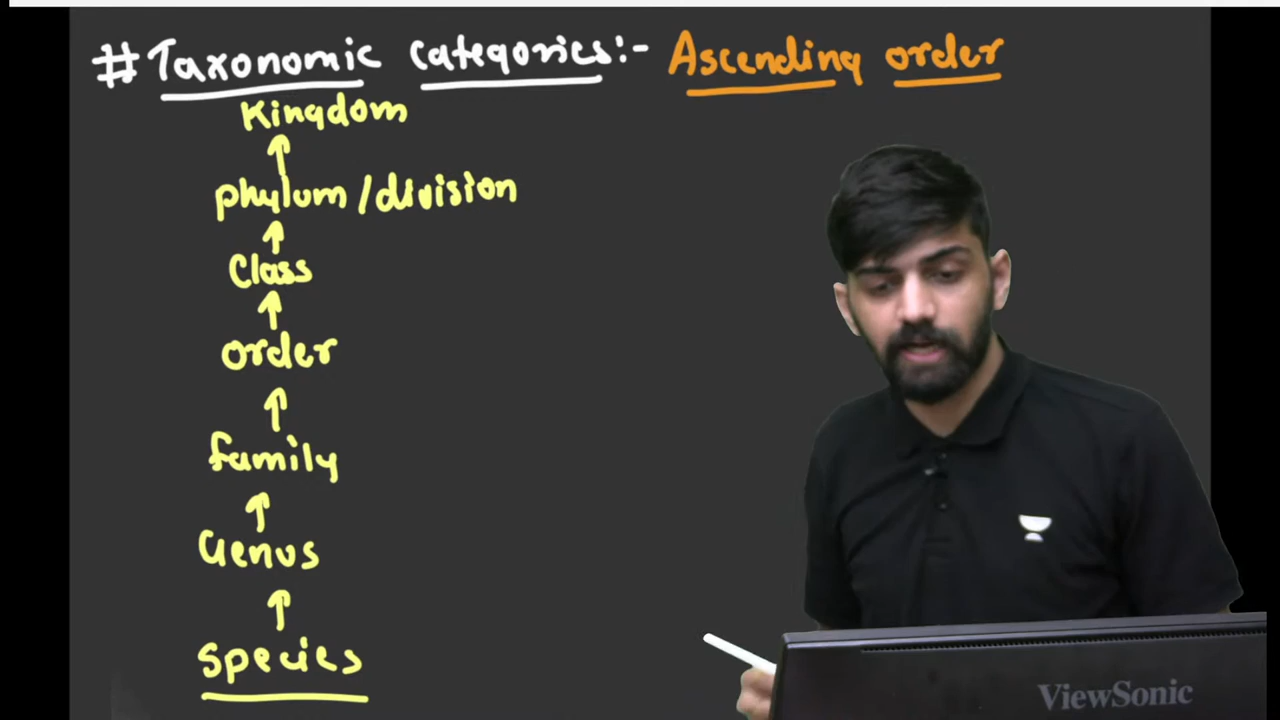 # Taxonomic categories:- Ascending order
Kingdom
↑
phylum/division
↑
Class
↑
order
↑
family
↑
Genus
↑
species
ViewSonic